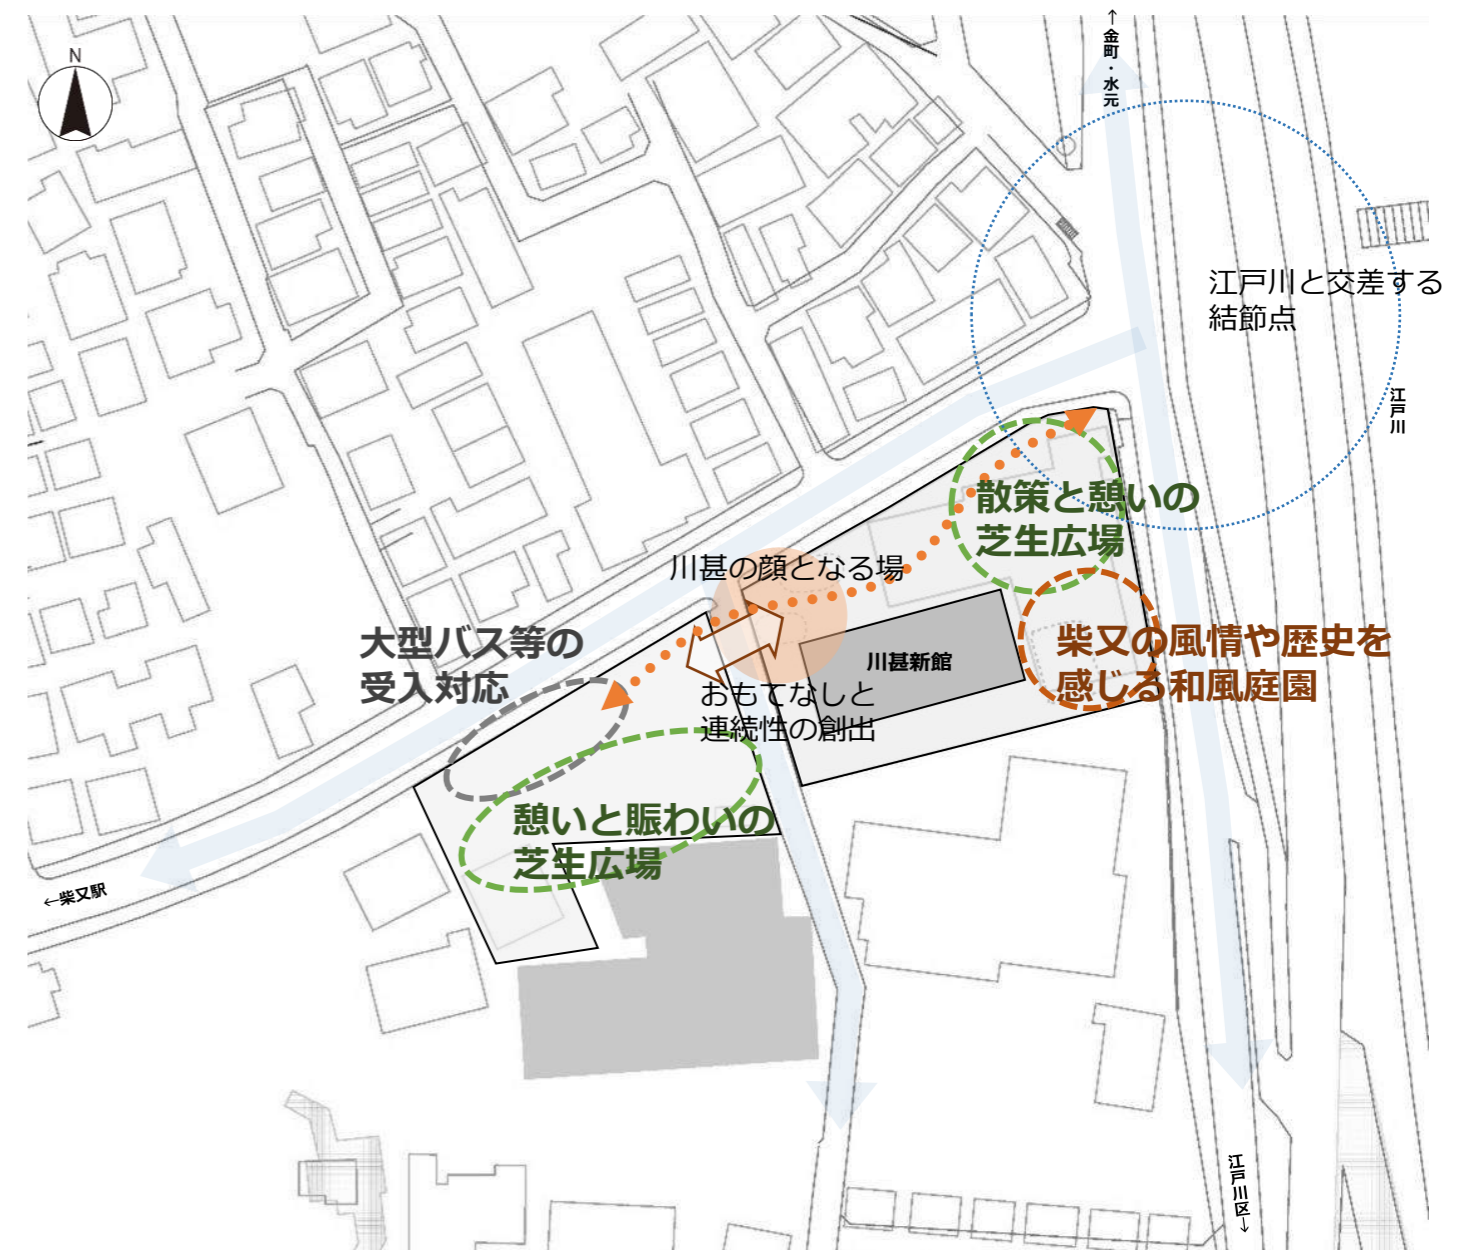 N
↑金町・水元
江戸川と交差する
結節点
江戸川
散策と憩いの
芝生広場
川甚の顔となる場
大型バス等の
受入対応
川甚新館
柴又の風情や歴史を
感じる和風庭園
おもてなしと
連続性の創出
憩いと賑わいの
芝生広場
←柴又駅
江戸川区→